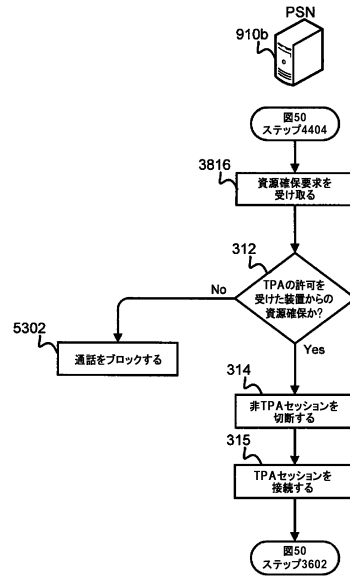 PSN
910b
図50
ステップ4404
3816
資源確保要求を
受け取る
312
TPAの許可を
受けた装置からの
資源確保か?
No
Yes
5302
通話をブロックする
314
非TPAセッションを
切断する
315
TPAセッションを
接続する
図50
ステップ3602